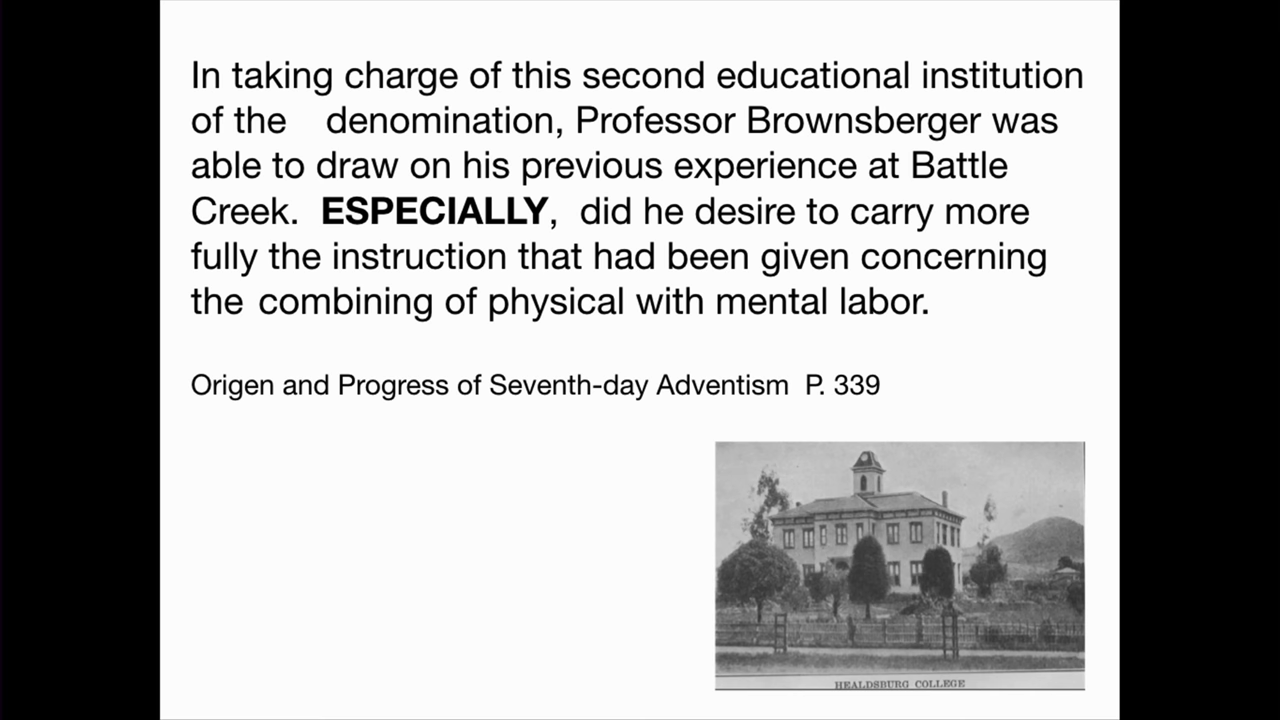 In taking charge of this second educational institution
of the denomination, Professor Brownsberger was
able to draw on his previous experience at Battle
Creek. ESPECIALLY, did he desire to carry more
fully the instruction that had been given concerning
the combining of physical with mental labor.
Origen and Progress of Seventh-day Adventism P. 339
HEALDSBURG COLLEGE